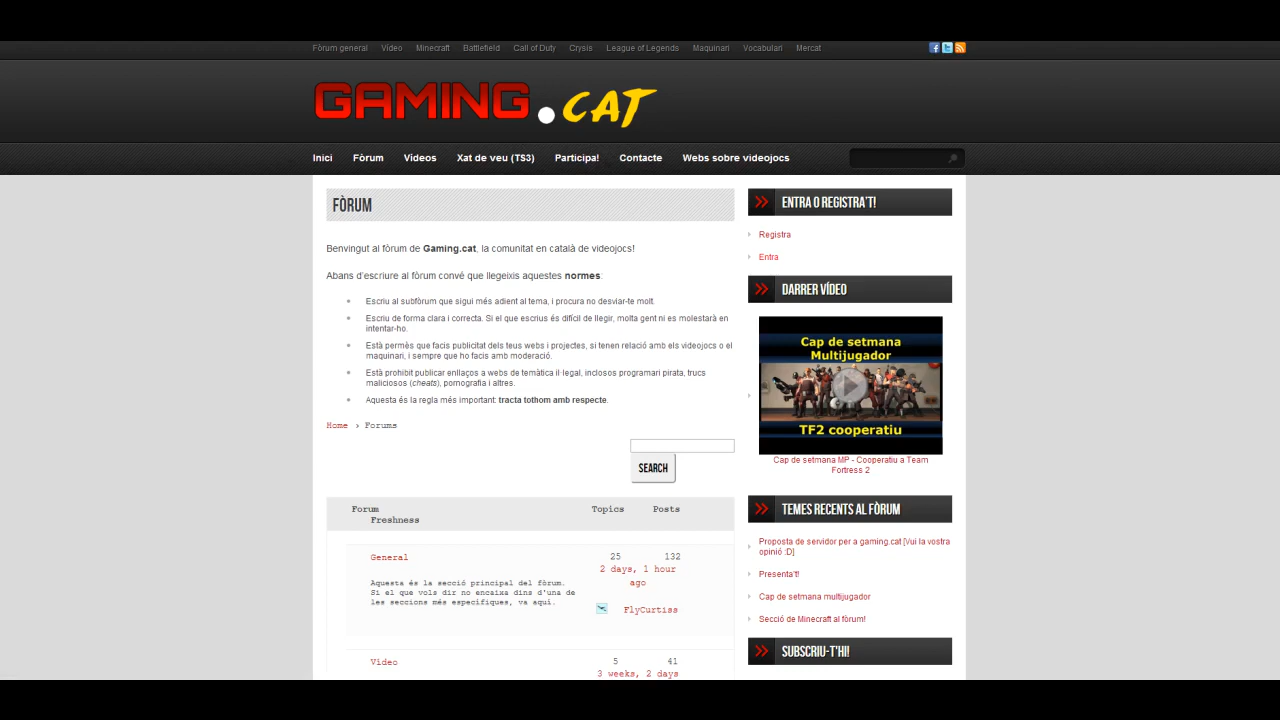 Fòrum general Vídeo Minecraft Battlefield Call of Duty Crysis League of Legends Maquinari Vocabulari Mercat
GAMING.CAT
Inici Fòrum Vídeos Xat de veu (TS3) Participa! Contacte Webs sobre videojocs
FÒRUM
Benvingut al fòrum de Gaming.cat, la comunitat en català de videojocs!
Abans d'escriure al fòrum convé que llegeixis aquestes normes:
Escriu al subfòrum que sigui més adient al tema, i procura no desviar-te molt.
Escriu de forma clara i correcta. Si el que escrius és difícil de llegir, molta gent ni es molestarà en
intentar-ho.
Està permès que facis publicitat dels teus webs i projectes, si tenen relació amb els videojocs o el
maquinari, i sempre que ho facis amb moderació.
Està prohibit publicar enllaços a webs de temàtica il·legal, inclosos programari pirata, trucs
maliciosos (cheats), pornografia i altres.
Aquesta és la regla més important: tracta tothom amb respecte.
Home › Forums
SEARCH
Forum Topics Posts
Freshness
General 25 132
2 days, 1 hour
ago
Aquesta és la secció principal del fòrum.
Si el que vols dir no encaixa dins d'una de
les seccions més específiques, va aquí.
FlyCurtiss
Vídeo 5 41
3 weeks, 2 days
ENTRA O REGISTRA'T!
Registra
Entra
DARRER VÍDEO
Cap de setmana
Multijugador
TF2 cooperatiu
Cap de setmana MP - Cooperatiu a Team
Fortress 2
TEMES RECENTS AL FÒRUM
Proposta de servidor per a gaming.cat [Vui la vostra
opinió :D]
Presenta't!
Cap de setmana multijugador
Secció de Minecraft al fòrum!
SUBSCRIU-T'HI!